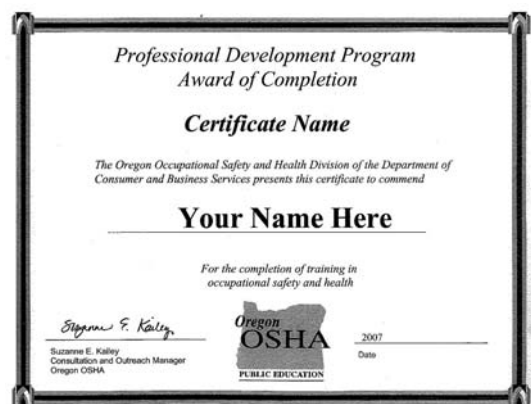 Professional Development Program
Award of Completion
Certificate Name
The Oregon Occupational Safety and Health Division of the Department of
Consumer and Business Services presents this certificate to commend
Your Name Here
For the completion of training in
occupational safety and health
Suzanne E. Kailey
Suzanne E. Kailey
Consultation and Outreach Manager
Oregon OSHA
Oregon
OSHA
PUBLIC EDUCATION
2007
Date